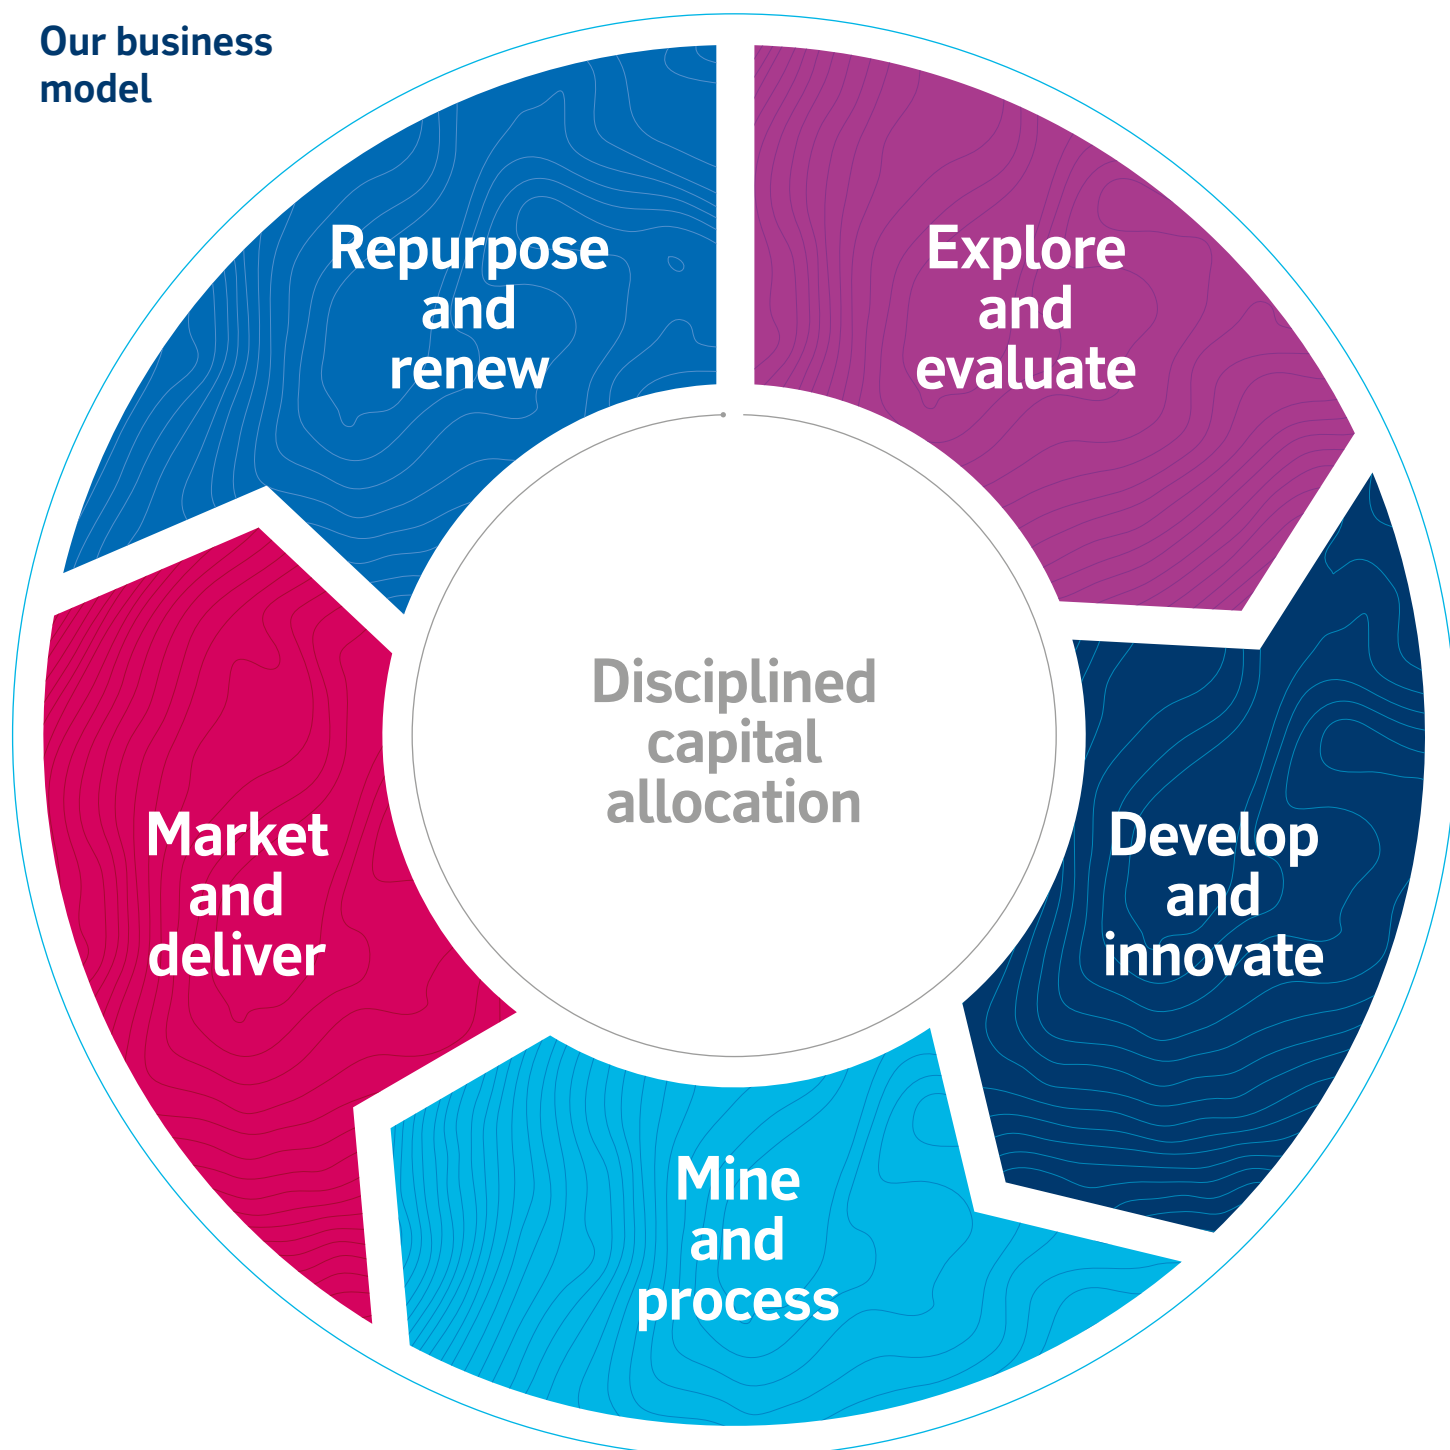 Our business
model
Explore
and
evaluate
Develop
and
innovate
Mine
and
process
Market
and
deliver
Repurpose
and
renew
Disciplined
capital
allocation